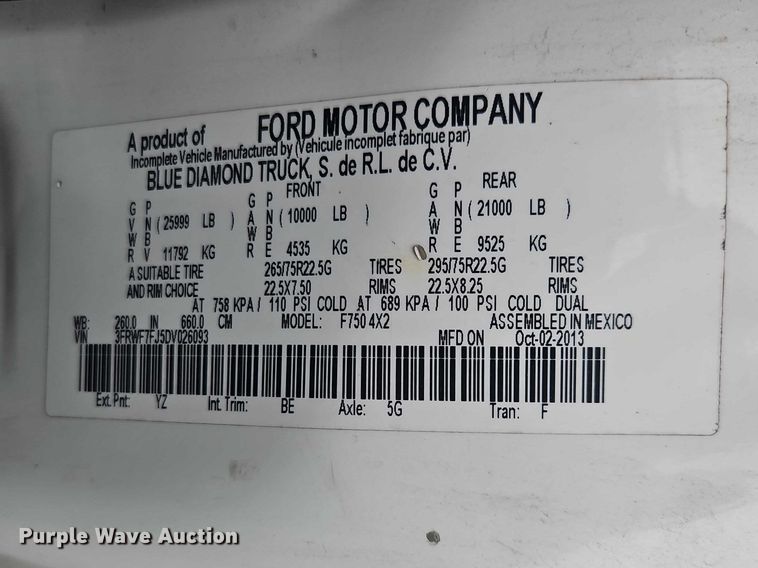 A product of FORD MOTOR COMPANY
Incomplete Vehicle Manufactured by (Vehicule incomplet fabrique par)
BLUE DIAMOND TRUCK, S. de R.L. de C.V.
FRONT REAR
G P G P G P
V N ( 25999 LB ) A N ( 10000 LB ) A N ( 21000 LB )
W B W B W B
R V 11792 KG R E 4535 KG R E 9525 KG
A SUITABLE TIRE 265/75R22.5G TIRES 295/75R22.5G TIRES
AND RIM CHOICE 22.5X7.50 RIMS 22.5X8.25 RIMS
AT 758 KPA/ 110 PSI COLD AT 689 KPA/ 100 PSI COLD DUAL
WB: 260.0 IN 660.0 CM MODEL: F750 4X2 ASSEMBLED IN MEXICO
VIN 3FRWF7FJ5DV026093 MFD ON Oct-02-2013
Ext. Pnt: YZ Int. Trim: BE Axle: 5G Tran: F
Purple Wave Auction